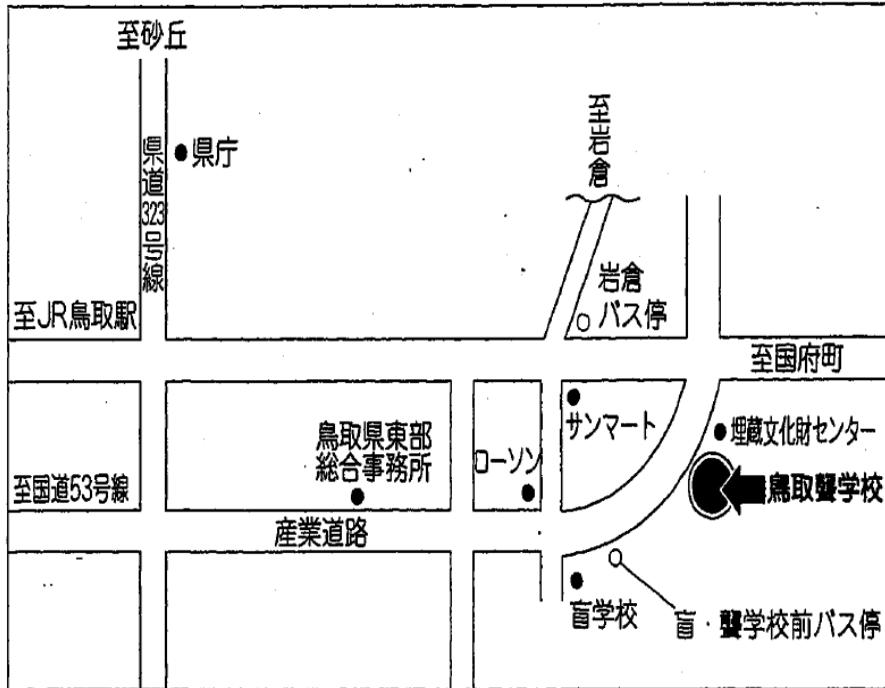 至砂丘
県道323号線
県庁
至岩倉
岩倉
バス停
至JR鳥取駅
至国府町
サンマート
埋蔵文化財センター
鳥取県東部
総合事務所
ローソン
至国道53号線
鳥取聾学校
産業道路
盲学校
盲・聾学校前バス停